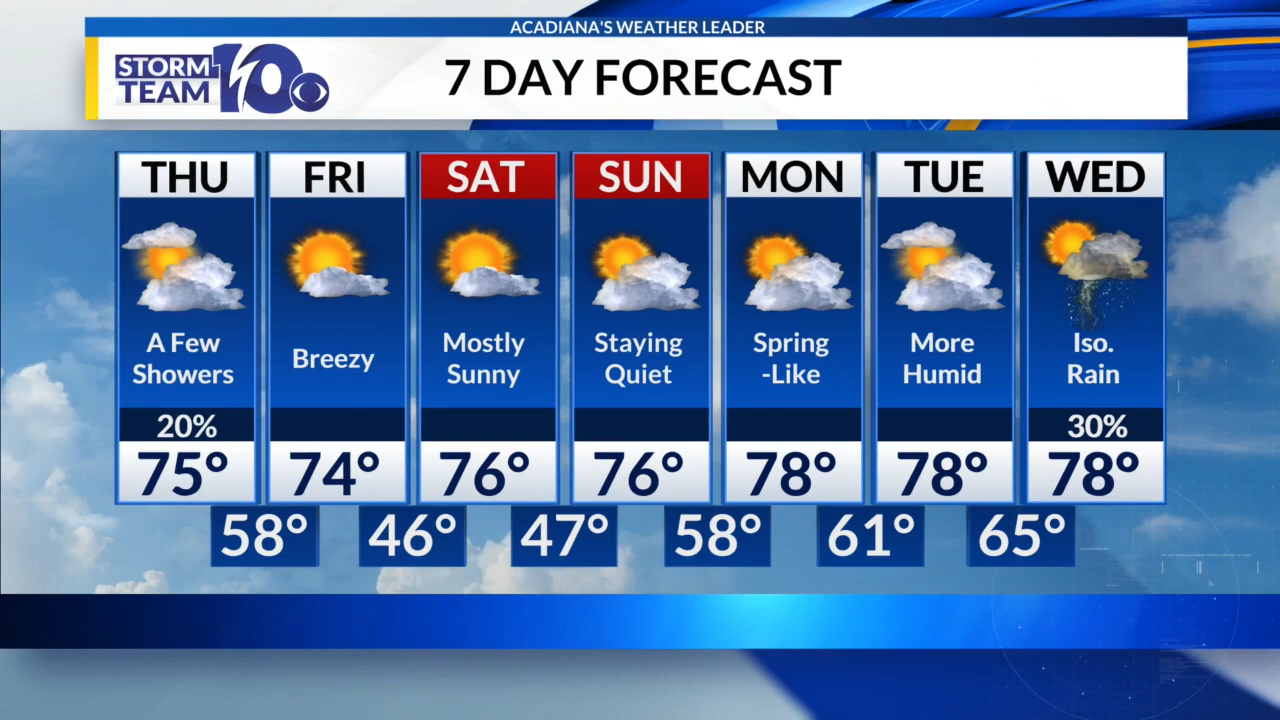 ACADIANA'S WEATHER LEADER
STORM
TEAM
10
7 DAY FORECAST
THU FRI SAT SUN MON TUE WED
A Few
Showers
Breezy
Mostly
Sunny
Staying
Quiet
Spring
-Like
More
Humid
Iso.
Rain
20% 30%
75° 74° 76° 76° 78° 78° 78°
58° 46° 47° 58° 61° 65°